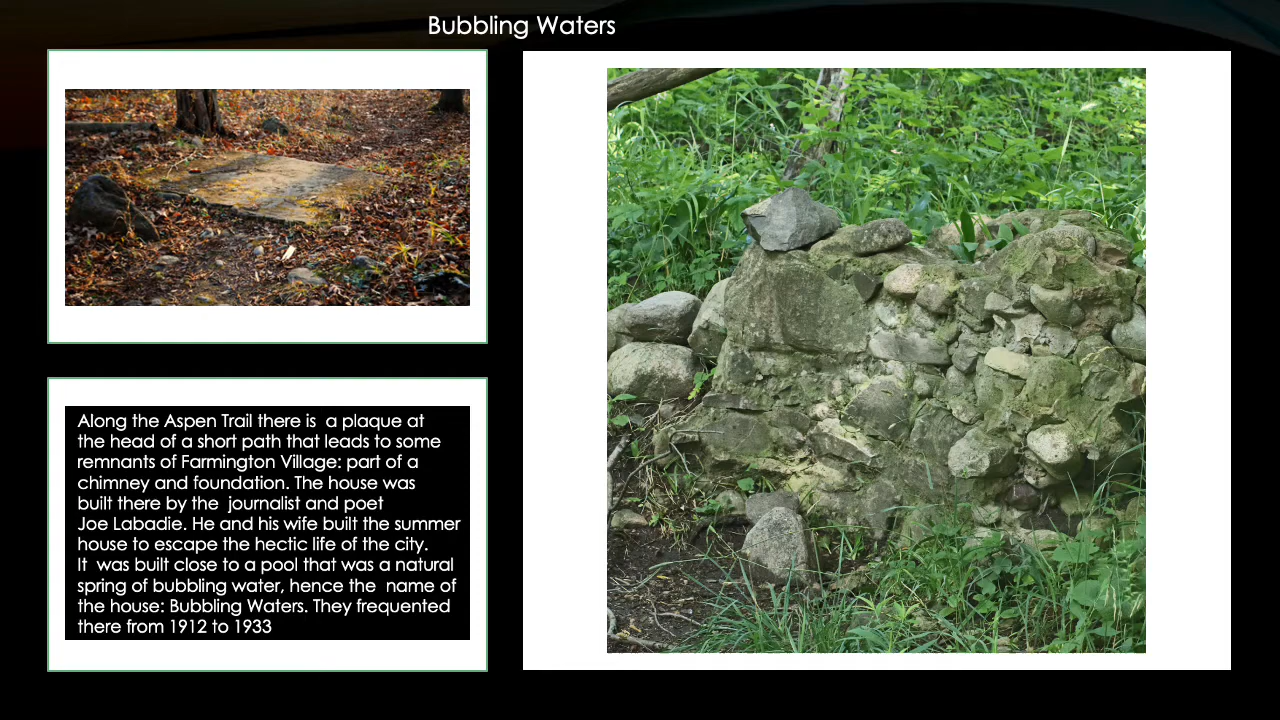 Bubbling Waters
Along the Aspen Trail there is  a plaque at
the head of a short path that leads to some
remnants of Farmington Village: part of a
chimney and foundation. The house was
built there by the  journalist and poet
Joe Labadie. He and his wife built the summer
house to escape the hectic life of the city.
It  was built close to a pool that was a natural
spring of bubbling water, hence the  name of
the house: Bubbling Waters. They frequented
there from 1912 to 1933